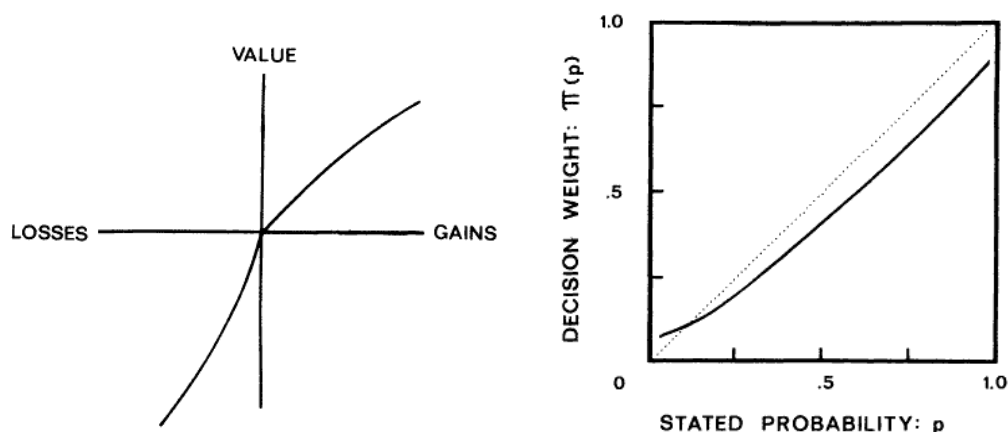 VALUE
LOSSES
GAINS
DECISION WEIGHT: π(p)
1.0
.5
0
.5
1.0
STATED PROBABILITY: p